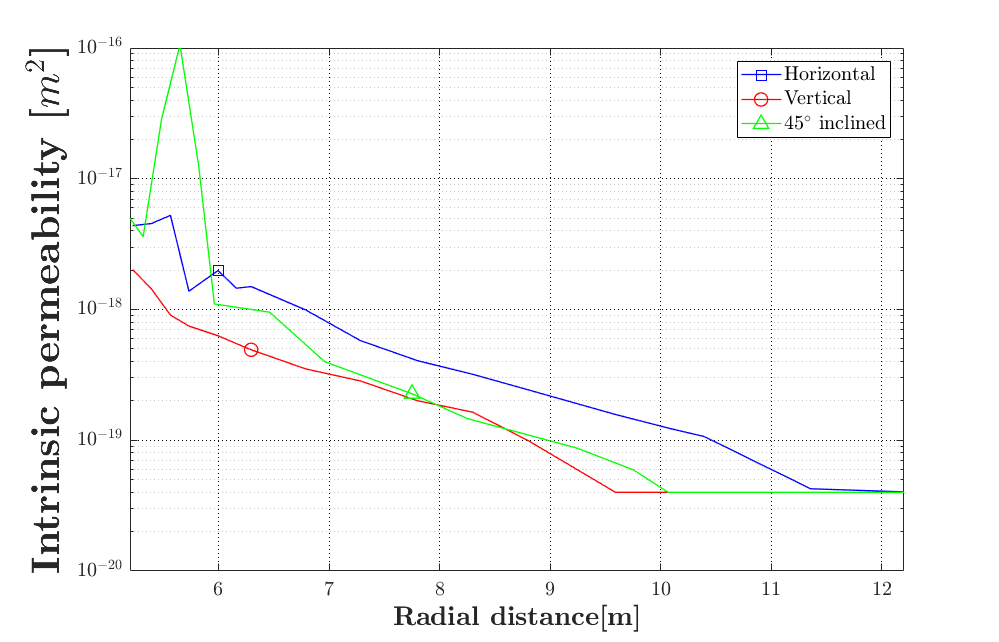 Intrinsic permeability [m²]
10⁻¹⁶
10⁻¹⁷
10⁻¹⁸
10⁻¹⁹
10⁻²⁰
Horizontal
Vertical
45° inclined
6 7 8 9 10 11 12
Radial distance[m]